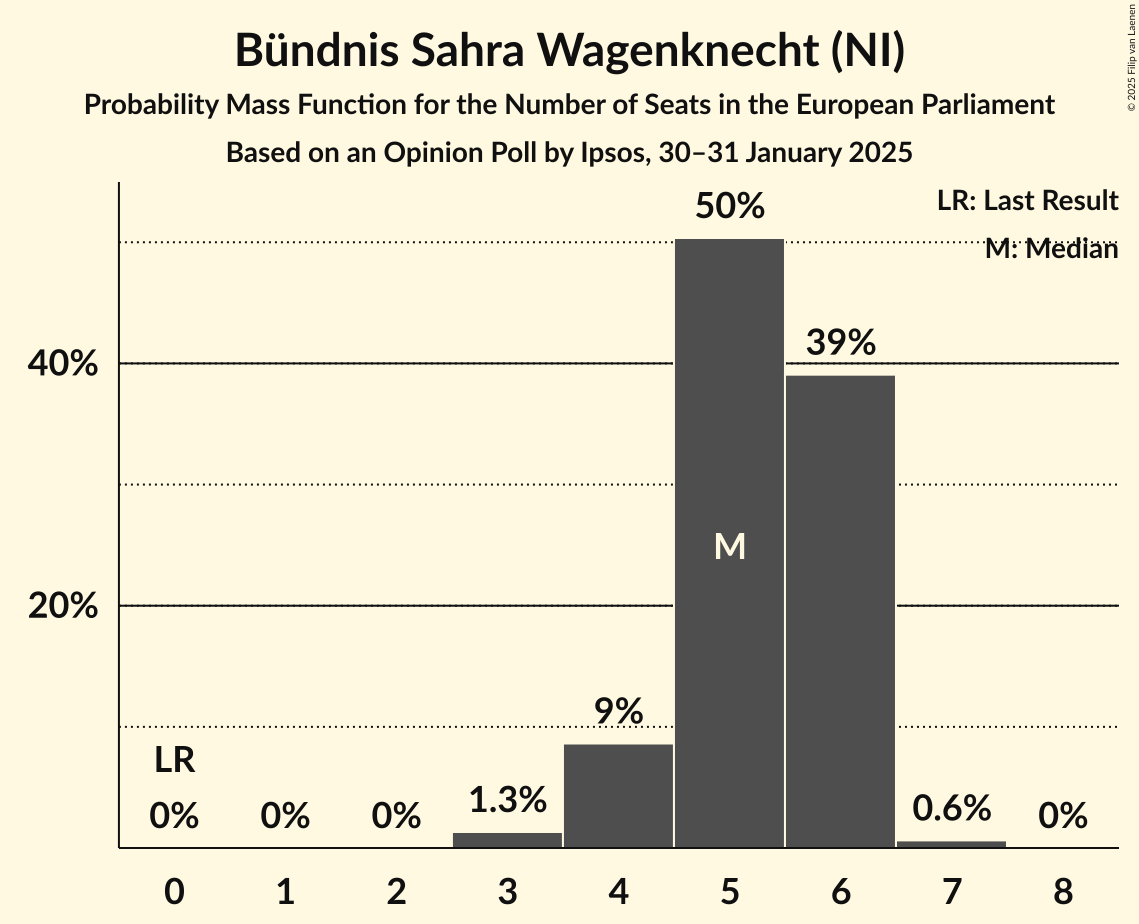 Bündnis Sahra Wagenknecht (NI)
Probability Mass Function for the Number of Seats in the European Parliament
Based on an Opinion Poll by Ipsos, 30–31 January 2025
© 2025 Filip van Laenen
LR: Last Result
M: Median
50%
39%
40%
M
20%
9%
LR
0%
0%
0%
1.3%
0.6%
0%
0 1 2 3 4 5 6 7 8